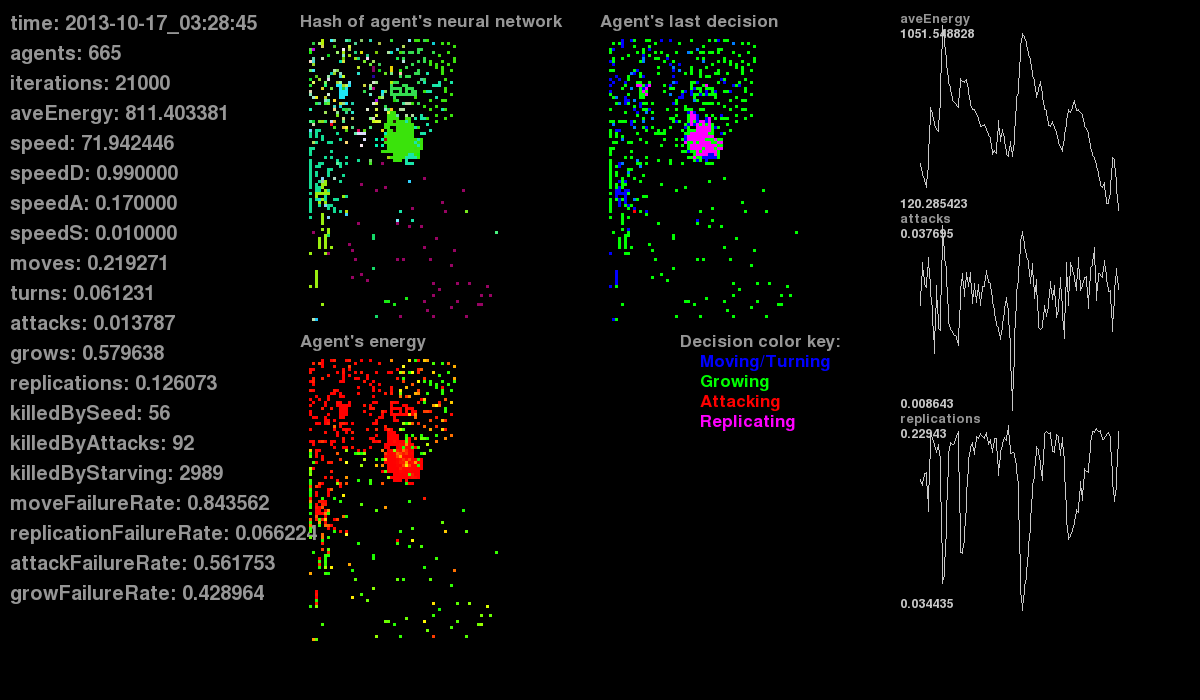 time: 2013-10-17_03:28:45
agents: 665
iterations: 21000
aveEnergy: 811.403381
speed: 71.942446
speedD: 0.990000
speedA: 0.170000
speedS: 0.010000
moves: 0.219271
turns: 0.061231
attacks: 0.013787
grows: 0.579638
replications: 0.126073
killedBySeed: 56
killedByAttacks: 92
killedByStarving: 2989
moveFailureRate: 0.843562
replicationFailureRate: 0.066224
attackFailureRate: 0.561753
growFailureRate: 0.428964
Hash of agent's neural network
Agent's last decision
Agent's energy
Decision color key:
Moving/Turning
Growing
Attacking
Replicating
aveEnergy
1051.548828
120.285423
attacks
0.037695
0.008643
replications
0.22943
0.034435